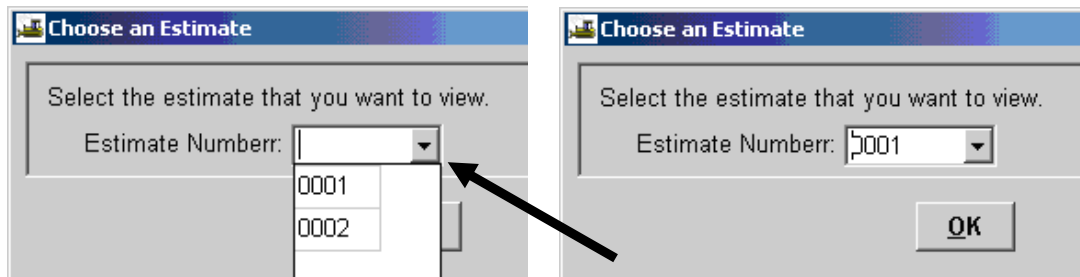 Choose an Estimate
Select the estimate that you want to view.
Estimate Numberr:
0001
0002
Choose an Estimate
Select the estimate that you want to view.
Estimate Numberr: 0001
OK